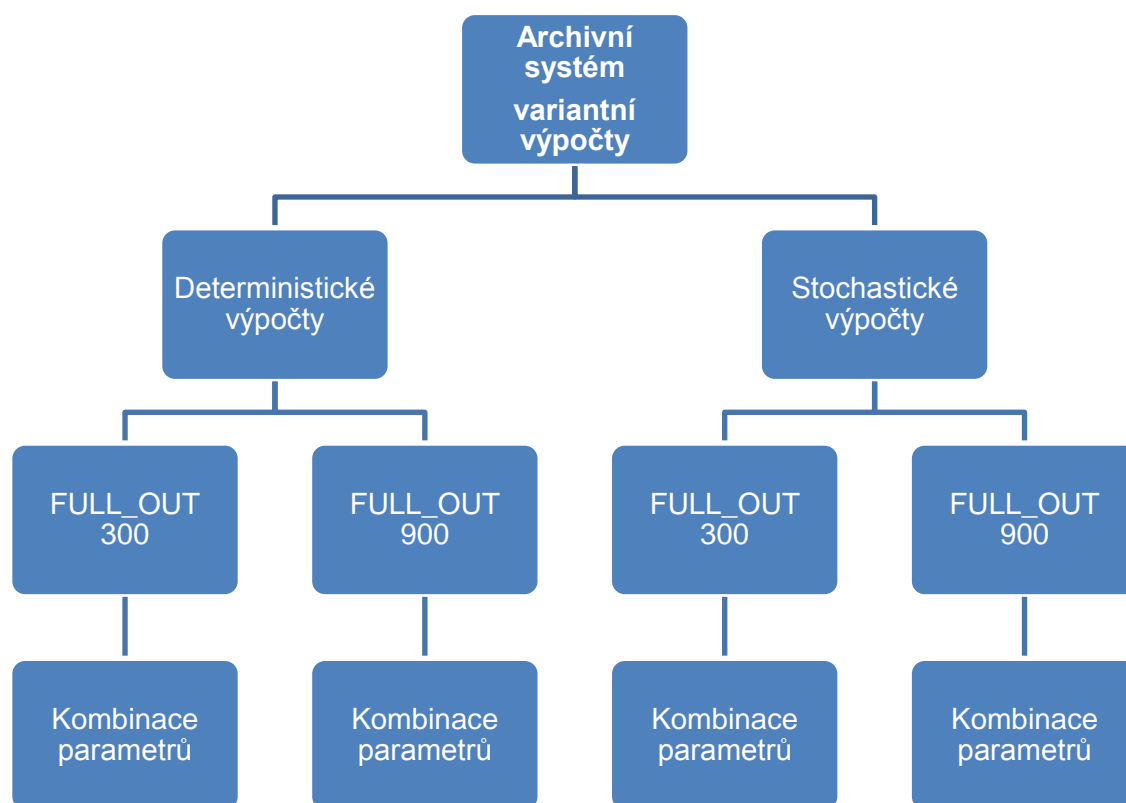 Archivní
systém
variantní
výpočty
Deterministické
výpočty
Stochastické
výpočty
FULL_OUT
300
FULL_OUT
900
FULL_OUT
300
FULL_OUT
900
Kombinace
parametrů
Kombinace
parametrů
Kombinace
parametrů
Kombinace
parametrů